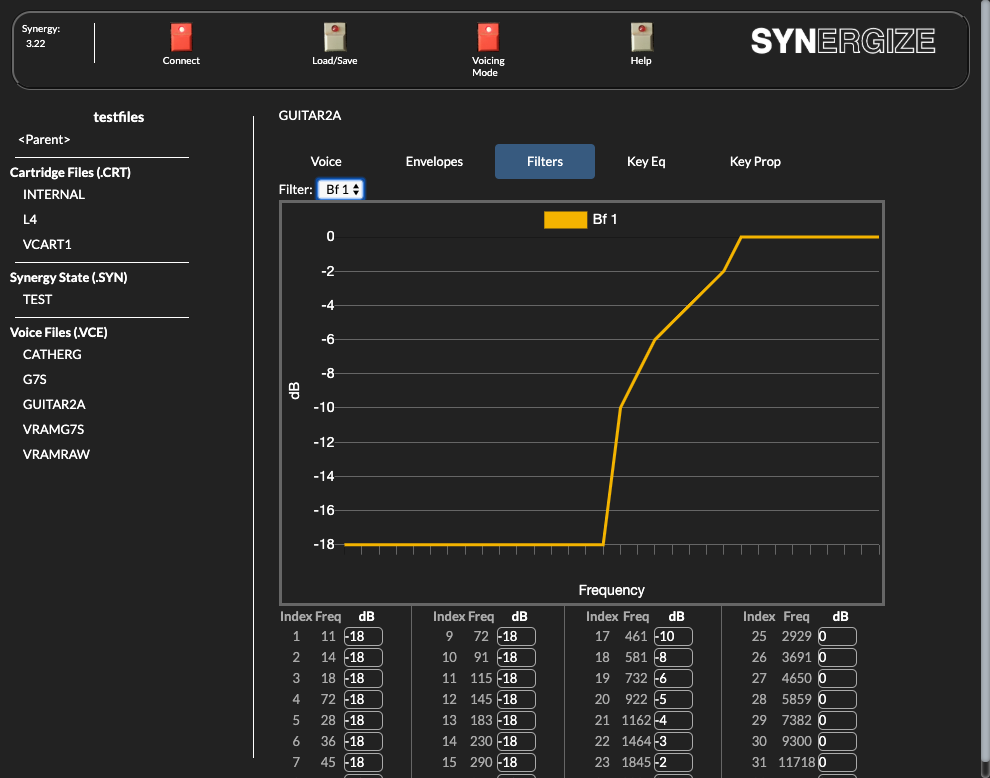 Synergy:
3.22
Connect
Load/Save
Voicing
Mode
Help
SYNERGIZE
testfiles
<Parent>
Cartridge Files (.CRT)
INTERNAL
L4
VCART1
Synergy State (.SYN)
TEST
Voice Files (.VCE)
CATHERG
G7S
GUITAR2A
VRAMG7S
VRAMRAW
GUITAR2A
Voice Envelopes Filters Key Eq Key Prop
Filter: Bf 1
Bf 1
0
-2
-4
-6
-8
-10
-12
-14
-16
-18
dB
Frequency
Index Freq dB Index Freq dB Index Freq dB Index Freq dB
1 11 -18 9 72 -18 17 461 -10 25 2929 0
2 14 -18 10 91 -18 18 581 -8 26 3691 0
3 18 -18 11 115 -18 19 732 -6 27 4650 0
4 72 -18 12 145 -18 20 922 -5 28 5859 0
5 28 -18 13 183 -18 21 1162 -4 29 7382 0
6 36 -18 14 230 -18 22 1464 -3 30 9300 0
7 45 -18 15 290 -18 23 1845 -2 31 11718 0